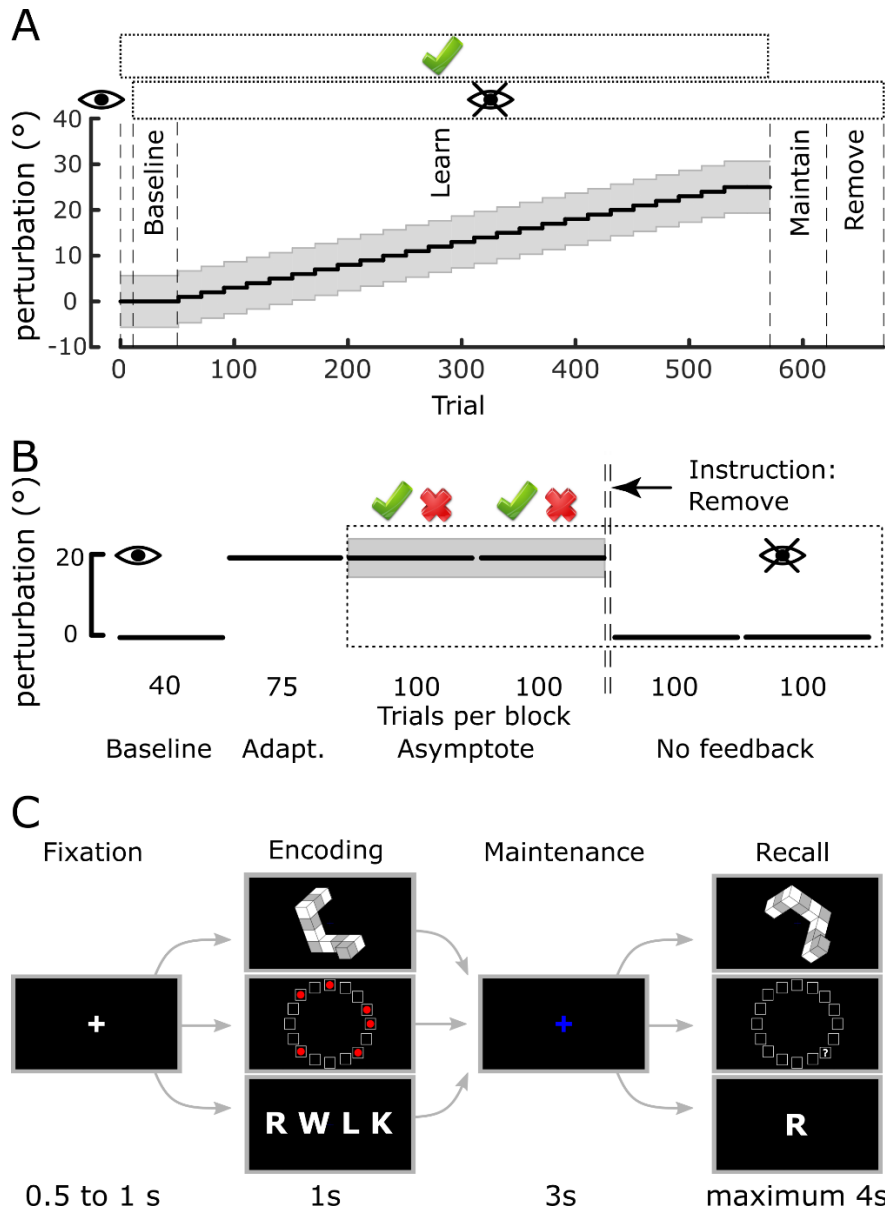 A
perturbation (°)
40
30
20
10
0
-10
Baseline
Learn
Maintain
Remove
0 100 200 300 400 500 600
Trial
B
perturbation (°)
20
0
Instruction:
Remove
40 75 100 100 100 100
Trials per block
Baseline Adapt. Asymptote No feedback
C
Fixation Encoding Maintenance Recall
+
+
?
R W L K
R
0.5 to 1 s 1s 3s maximum 4s